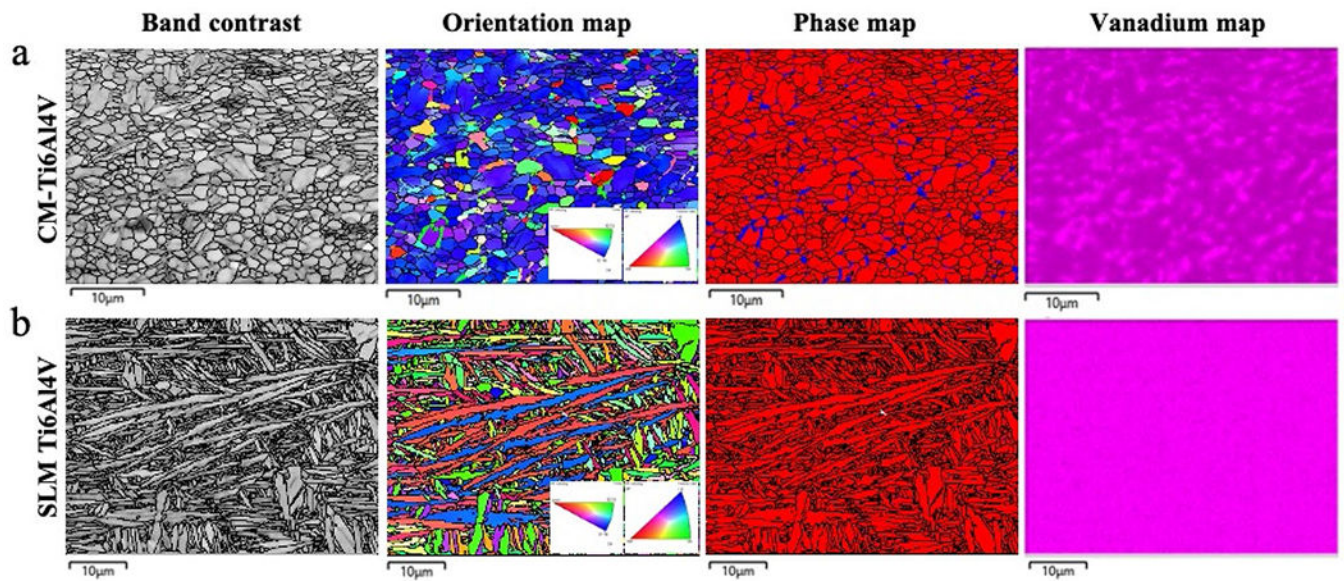 Band contrast Orientation map Phase map Vanadium map
a
CM-Ti6Al4V
10μm 10μm 10μm 10μm
b
SLM Ti6Al4V
10μm 10μm 10μm 10μm